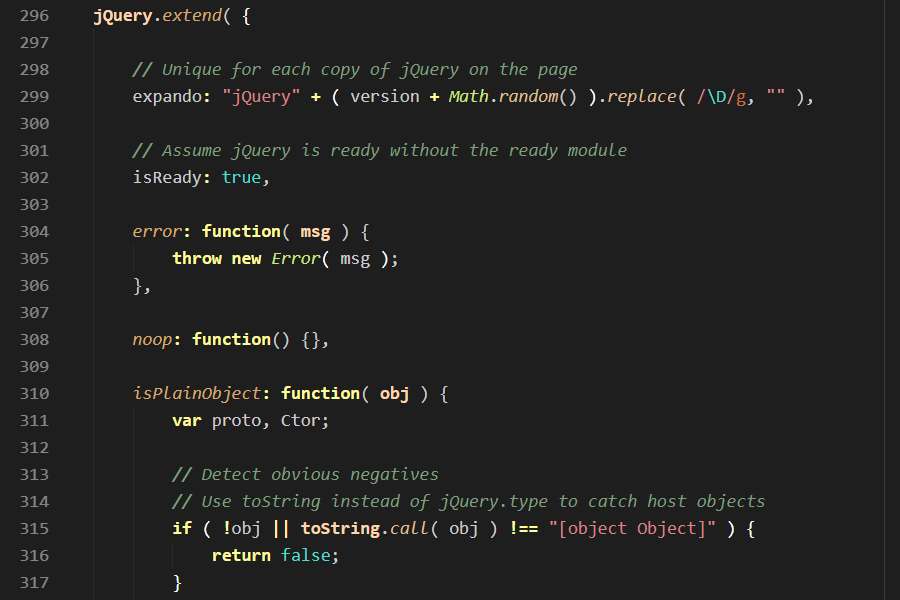 296 jQuery.extend( {
297
298 // Unique for each copy of jQuery on the page
299 expando: "jQuery" + ( version + Math.random() ).replace( /\D/g, "" ),
300
301 // Assume jQuery is ready without the ready module
302 isReady: true,
303
304 error: function( msg ) {
305 throw new Error( msg );
306 },
307
308 noop: function() {},
309
310 isPlainObject: function( obj ) {
311 var proto, Ctor;
312
313 // Detect obvious negatives
314 // Use toString instead of jQuery.type to catch host objects
315 if ( !obj || toString.call( obj ) !== "[object Object]" ) {
316 return false;
317 }